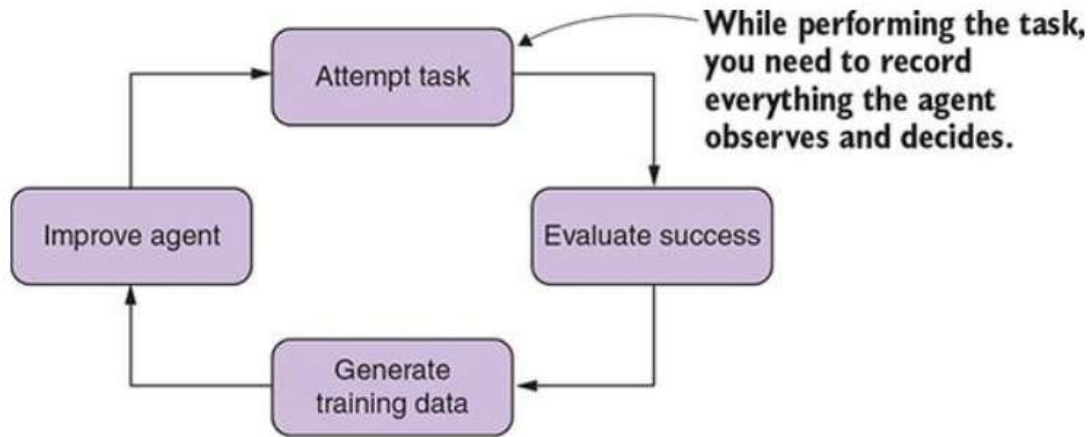 While performing the task,
you need to record
everything the agent
observes and decides.
Attempt task
Improve agent
Evaluate success
Generate
training data